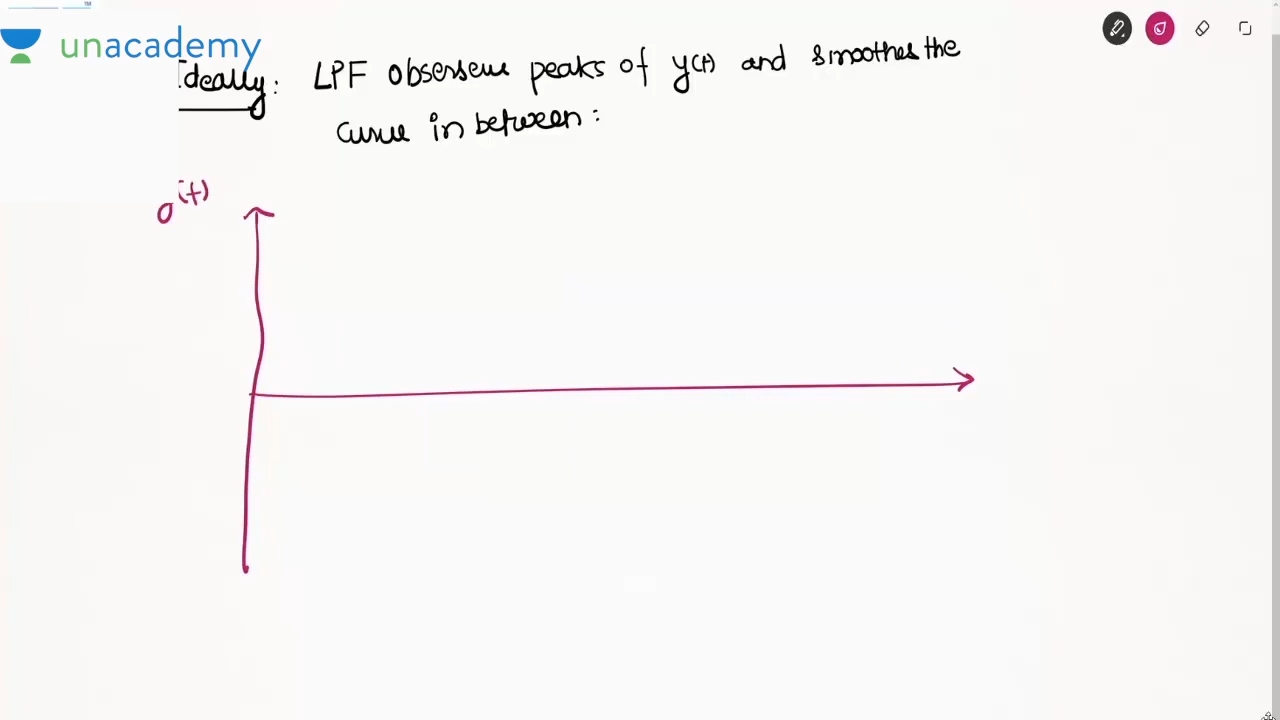 unacademy
Ideally: LPF observes peaks of y(t) and smoothes the
curve in between:
o(t)